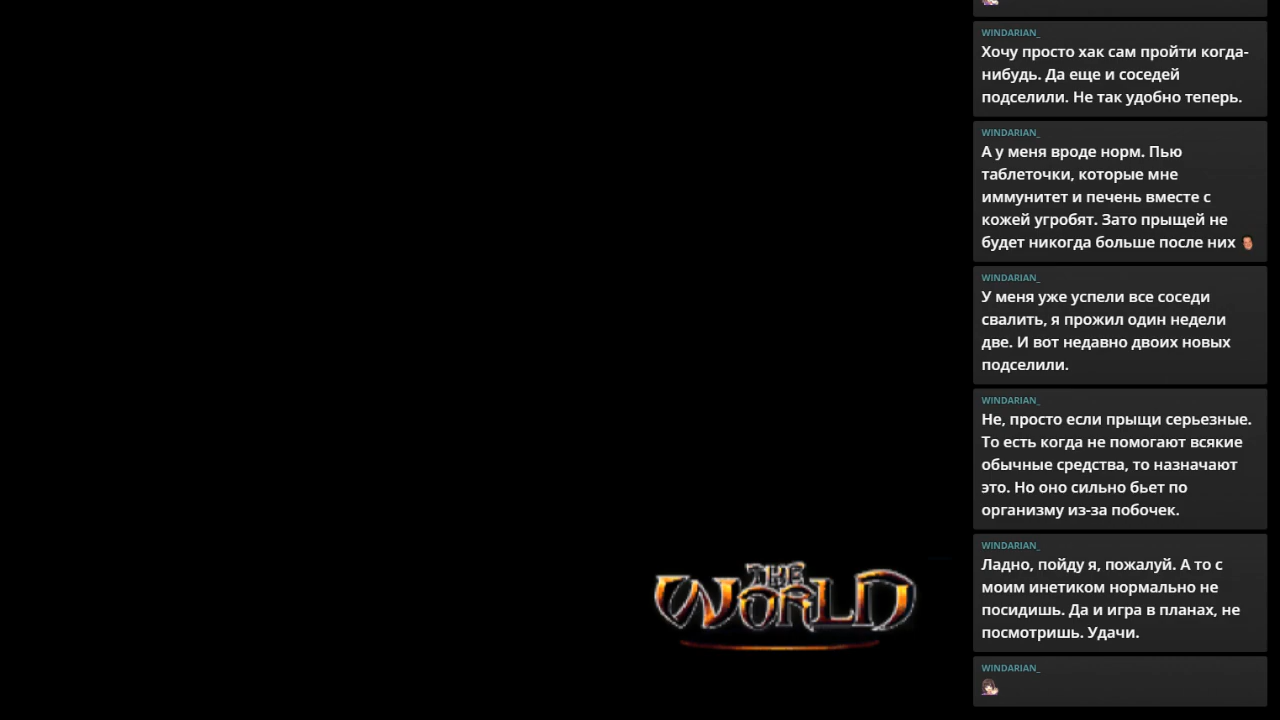 WINDARIAN_
Хочу просто хак сам пройти когда-
нибудь. Да еще и соседей
подселили. Не так удобно теперь.
WINDARIAN_
А у меня вроде норм. Пью
таблеточки, которые мне
иммунитет и печень вместе с
кожей угробят. Зато прыщей не
будет никогда больше после них
WINDARIAN_
У меня уже успели все соседи
свалить, я прожил один недели
две. И вот недавно двоих новых
подселили.
WINDARIAN_
Не, просто если прыщи серьезные.
То есть когда не помогают всякие
обычные средства, то назначают
это. Но оно сильно бьет по
организму из-за побочек.
WINDARIAN_
Ладно, пойду я, пожалуй. А то с
моим инетиком нормально не
посидишь. Да и игра в планах, не
посмотришь. Удачи.
WINDARIAN_
THE
WORLD